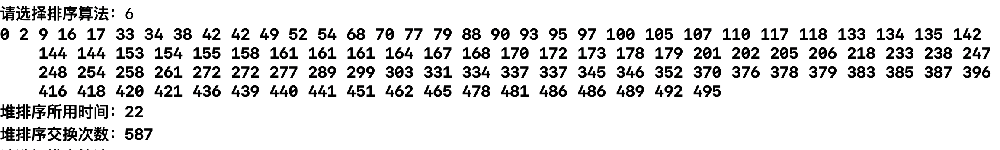 请选择排序算法：6
0 2 9 16 17 33 34 38 42 42 49 52 54 68 70 77 79 88 90 93 95 97 100 105 107 110 117 118 133 134 135 142
144 144 153 154 155 158 161 161 161 164 167 168 170 172 173 178 179 201 202 205 206 218 233 238 247
248 254 258 261 272 272 277 289 299 303 331 334 337 337 345 346 352 370 376 378 379 383 385 387 396
416 418 420 421 436 439 440 441 451 462 465 478 481 486 486 489 492 495
堆排序所用时间：22
堆排序交换次数：587